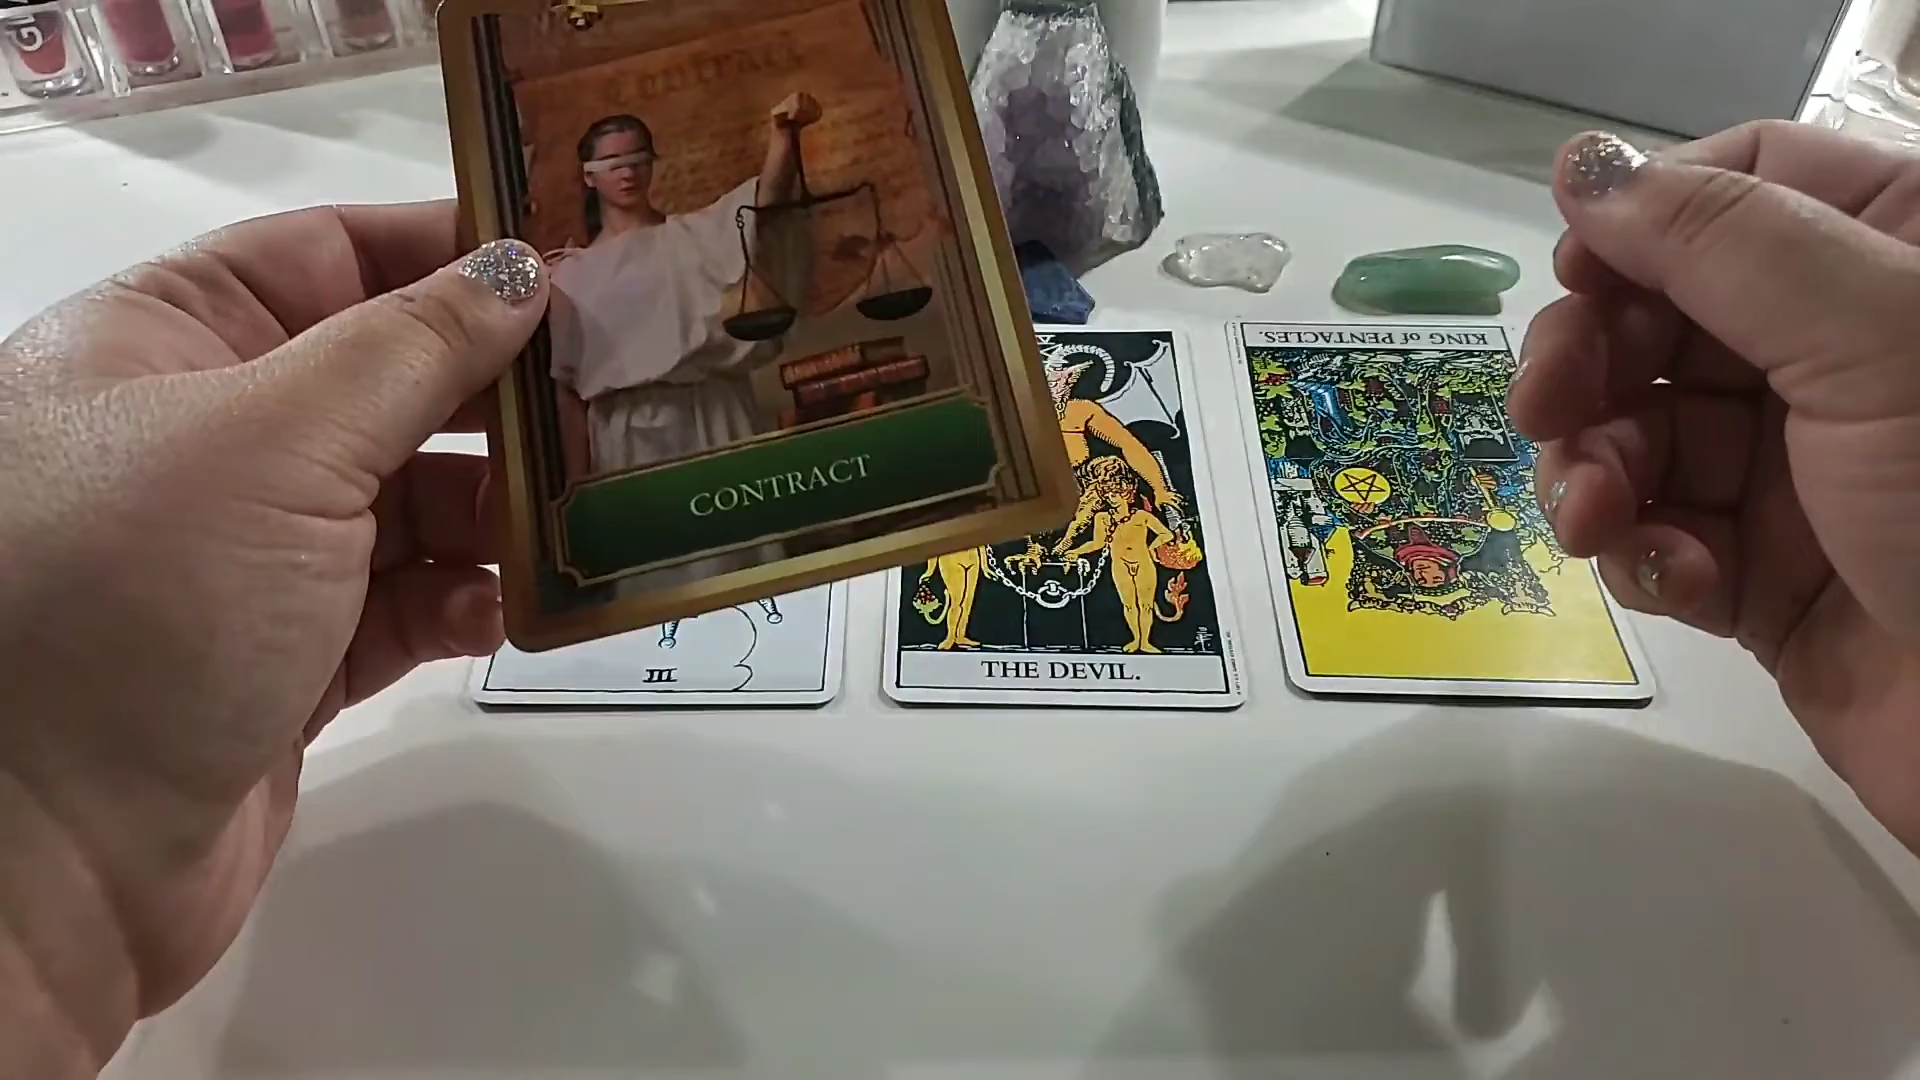 Contract
CONTRACT
KING of PENTACLES.
III
THE DEVIL.